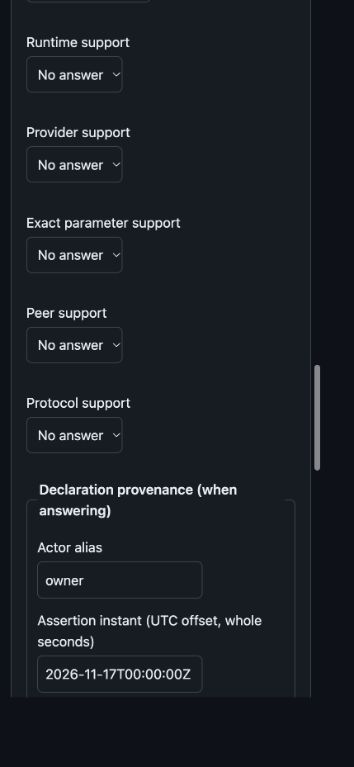 Runtime support
No answer
Provider support
No answer
Exact parameter support
No answer
Peer support
No answer
Protocol support
No answer
Declaration provenance (when
answering)
Actor alias
owner
Assertion instant (UTC offset, whole
seconds)
2026-11-17T00:00:00Z